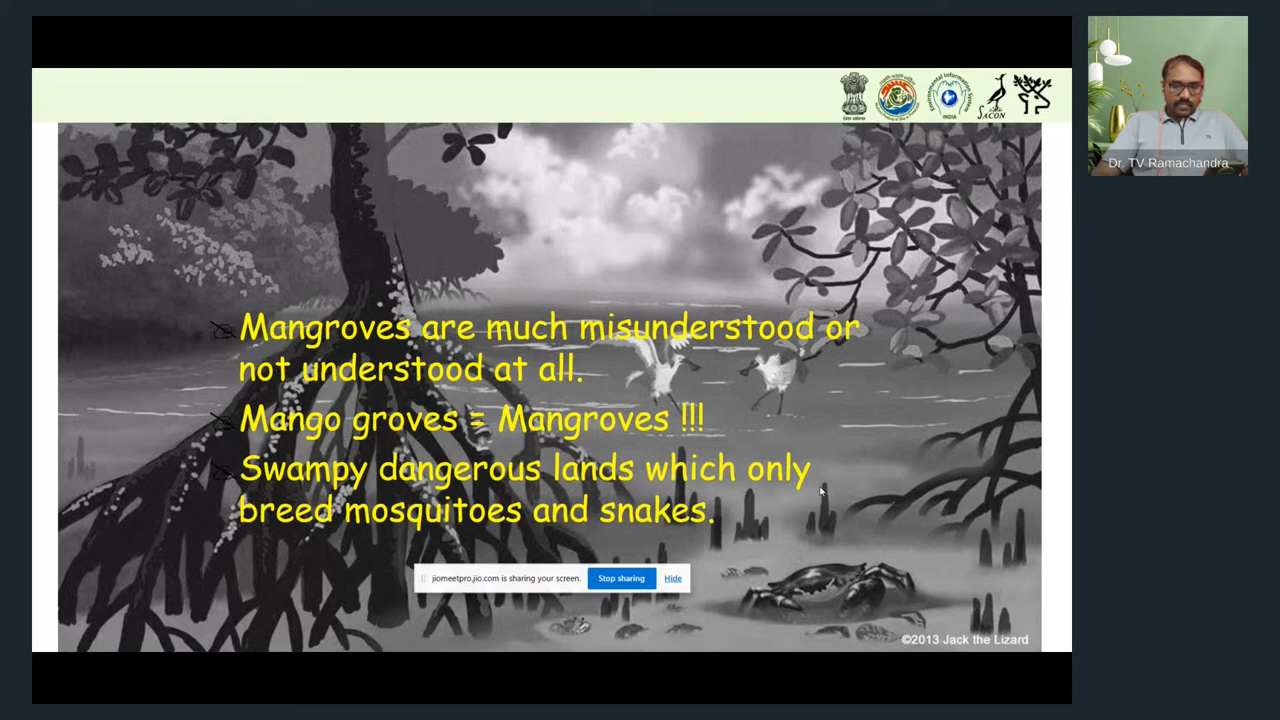 INDIA
SACON
Dr. TV Ramachandra
Mangroves are much misunderstood or
not understood at all.
Mango groves = Mangroves !!!
Swampy dangerous lands which only
breed mosquitoes and snakes.
jiomeetpro.jio.com is sharing your screen. Stop sharing Hide
©2013 Jack the Lizard